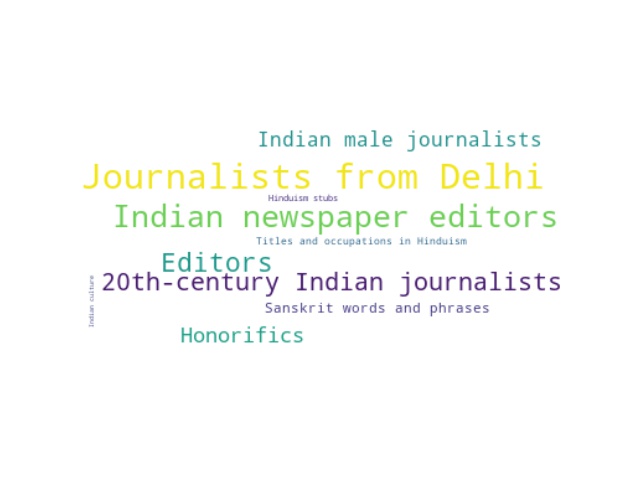 Indian male journalists
Journalists from Delhi
Hinduism stubs
Indian newspaper editors
Titles and occupations in Hinduism
Editors
20th-century Indian journalists
Indian culture
Sanskrit words and phrases
Honorifics